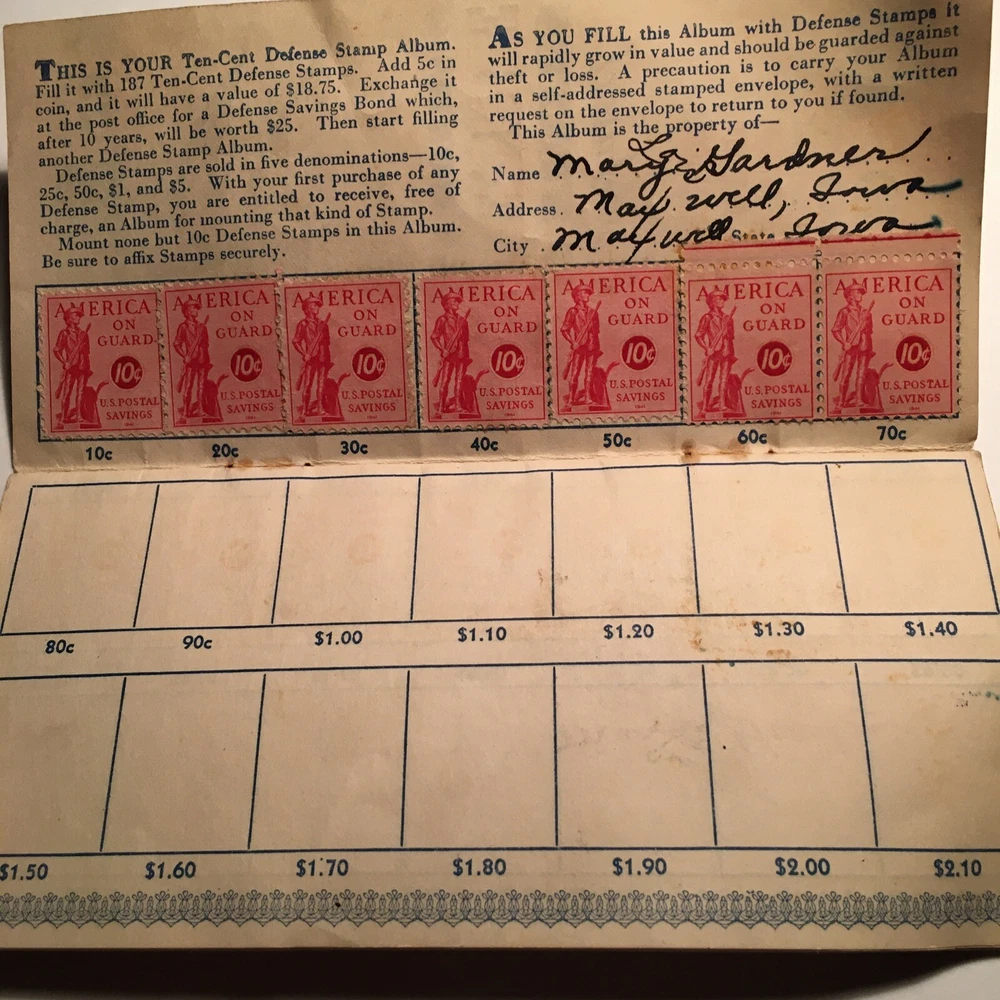 THIS IS YOUR Ten-Cent Defense Stamp Album.
Fill it with 187 Ten-Cent Defense Stamps. Add 5c in
coin, and it will have a value of $18.75. Exchange it
at the post office for a Defense Savings Bond which,
after 10 years, will be worth $25. Then start filling
another Defense Stamp Album.
Defense Stamps are sold in five denominations—10c,
25c, 50c, $1, and $5. With your first purchase of any
Defense Stamp, you are entitled to receive, free of
charge, an Album for mounting that kind of Stamp.
Mount none but 10c Defense Stamps in this Album.
Be sure to affix Stamps securely.
AS YOU FILL this Album with Defense Stamps it
will rapidly grow in value and should be guarded against
theft or loss. A precaution is to carry your Album
in a self-addressed stamped envelope, with a written
request on the envelope to return to you if found.
This Album is the property of—
Name Gardner
Address. Maxwell, Iowa
City. Maxwell State Iowa
AMERICA ON GUARD 10¢ U.S. POSTAL SAVINGS
AMERICA ON GUARD 10¢ U.S. POSTAL SAVINGS
AMERICA ON GUARD 10¢ U.S. POSTAL SAVINGS
AMERICA ON GUARD 10¢ U.S. POSTAL SAVINGS
AMERICA ON GUARD 10¢ U.S. POSTAL SAVINGS
AMERICA ON GUARD 10¢ U.S. POSTAL SAVINGS
AMERICA ON GUARD 10¢ U.S. POSTAL SAVINGS
10c 20c 30c 40c 50c 60c 70c
80c 90c $1.00 $1.10 $1.20 $1.30 $1.40
$1.50 $1.60 $1.70 $1.80 $1.90 $2.00 $2.10